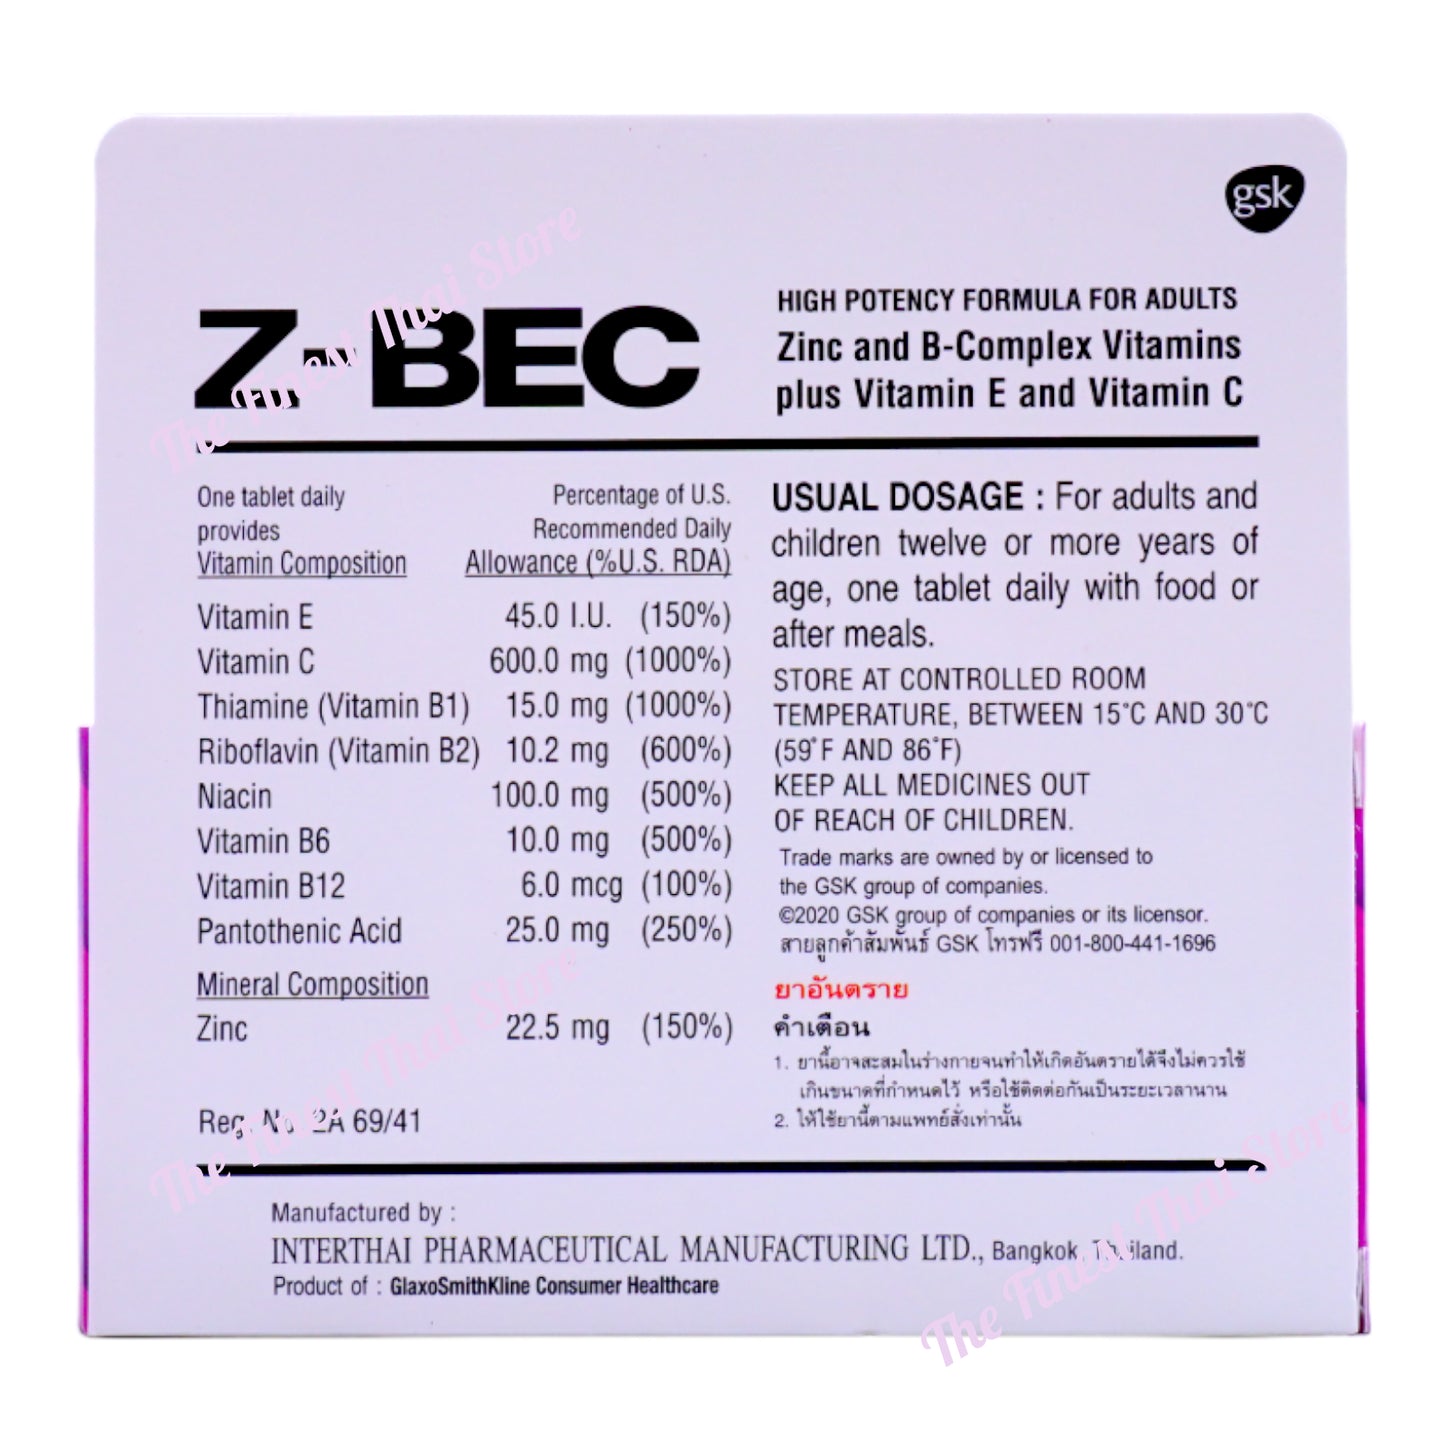 gsk
Z-BEC
HIGH POTENCY FORMULA FOR ADULTS
Zinc and B-Complex Vitamins
plus Vitamin E and Vitamin C
One tablet daily
provides
Vitamin Composition
Percentage of U.S.
Recommended Daily
Allowance (%U.S. RDA)
Vitamin E 45.0 I.U. (150%)
Vitamin C 600.0 mg (1000%)
Thiamine (Vitamin B1) 15.0 mg (1000%)
Riboflavin (Vitamin B2) 10.2 mg (600%)
Niacin 100.0 mg (500%)
Vitamin B6 10.0 mg (500%)
Vitamin B12 6.0 mcg (100%)
Pantothenic Acid 25.0 mg (250%)
Mineral Composition
Zinc 22.5 mg (150%)
Reg. No. 2A 69/41
USUAL DOSAGE : For adults and
children twelve or more years of
age, one tablet daily with food or
after meals.
STORE AT CONTROLLED ROOM
TEMPERATURE, BETWEEN 15°C AND 30°C
(59°F AND 86°F)
KEEP ALL MEDICINES OUT
OF REACH OF CHILDREN.
Trade marks are owned by or licensed to
the GSK group of companies.
©2020 GSK group of companies or its licensor.
สายลูกค้าสัมพันธ์ GSK โทรฟรี 001-800-441-1696
ยาอันตราย
คำเตือน
1. ยานี้อาจสะสมในร่างกายจนทำให้เกิดอันตรายได้จึงไม่ควรใช้
เกินขนาดที่กำหนดไว้ หรือใช้ติดต่อกันเป็นระยะเวลานาน
2. ให้ใช้ยานี้ตามแพทย์สั่งเท่านั้น
Manufactured by :
INTERTHAI PHARMACEUTICAL MANUFACTURING LTD., Bangkok, Thailand.
Product of : GlaxoSmithKline Consumer Healthcare
The Finest Thai Store
The Finest Thai Store
The Finest Thai Store